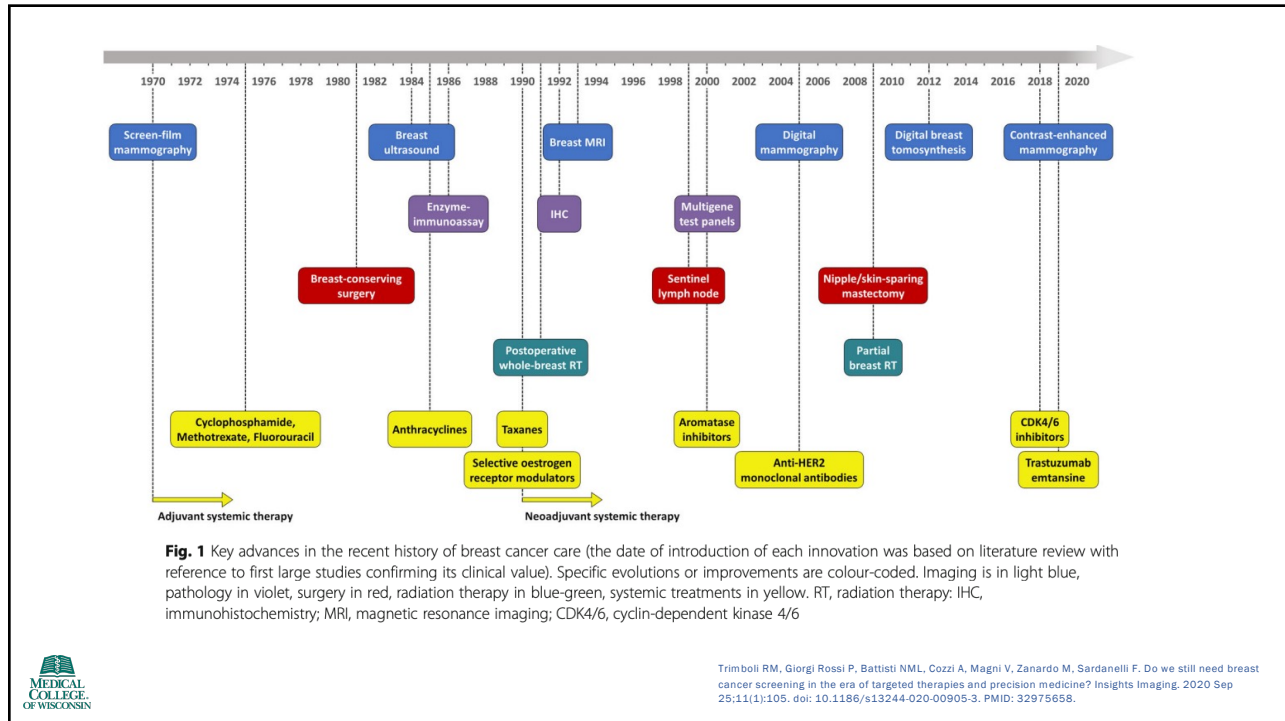 1970 1972 1974 1976 1978 1980 1982 1984 1986 1988 1990 1992 1994 1996 1998 2000 2002 2004 2006 2008 2010 2012 2014 2016 2018 2020
Screen-film
mammography
Breast
ultrasound
Breast MRI
Digital
mammography
Digital breast
tomosynthesis
Contrast-enhanced
mammography
Enzyme-
immunoassay
IHC
Multigene
test panels
Breast-conserving
surgery
Sentinel
lymph node
Nipple/skin-sparing
mastectomy
Postoperative
whole-breast RT
Partial
breast RT
Cyclophosphamide,
Methotrexate, Fluorouracil
Anthracyclines
Taxanes
Aromatase
inhibitors
CDK4/6
inhibitors
Selective oestrogen
receptor modulators
Anti-HER2
monoclonal antibodies
Trastuzumab
emtansine
Adjuvant systemic therapy
Neoadjuvant systemic therapy
Fig. 1 Key advances in the recent history of breast cancer care (the date of introduction of each innovation was based on literature review with
reference to first large studies confirming its clinical value). Specific evolutions or improvements are colour-coded. Imaging is in light blue,
pathology in violet, surgery in red, radiation therapy in blue-green, systemic treatments in yellow. RT, radiation therapy: IHC,
immunohistochemistry; MRI, magnetic resonance imaging; CDK4/6, cyclin-dependent kinase 4/6
MEDICAL
COLLEGE
OF WISCONSIN
Trimboli RM, Giorgi Rossi P, Battisti NML, Cozzi A, Magni V, Zanardo M, Sardanelli F. Do we still need breast
cancer screening in the era of targeted therapies and precision medicine? Insights Imaging. 2020 Sep
25;11(1):105. doi: 10.1186/s13244-020-00905-3. PMID: 32975658.